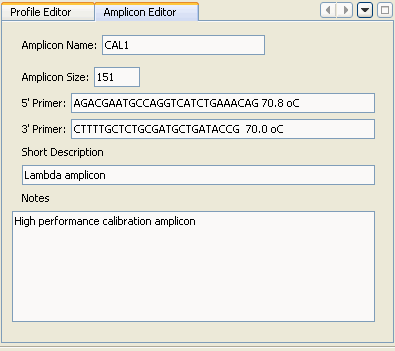 Profile Editor Amplicon Editor
Amplicon Name: CAL1
Amplicon Size: 151
5' Primer: AGACGAATGCCAGGTCATCTGAAACAG 70.8 oC
3' Primer: CTTTTGCTCTGCGATGCTGATACCG 70.0 oC
Short Description
Lambda amplicon
Notes
High performance calibration amplicon